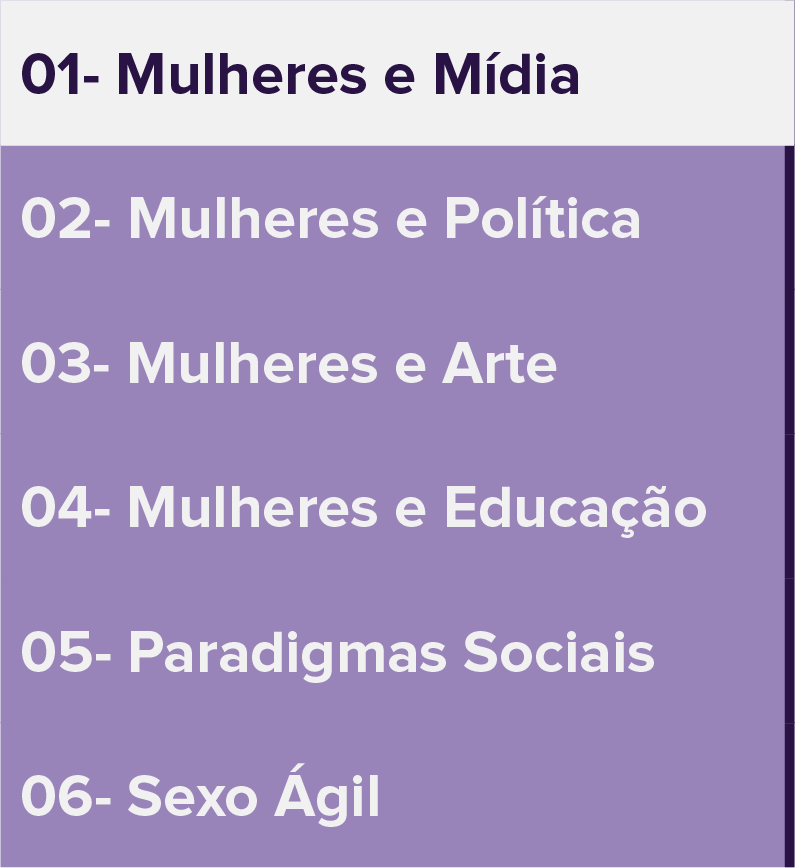 01- Mulheres e Mídia
02- Mulheres e Política
03- Mulheres e Arte
04- Mulheres e Educação
05- Paradigmas Sociais
06- Sexo Ágil